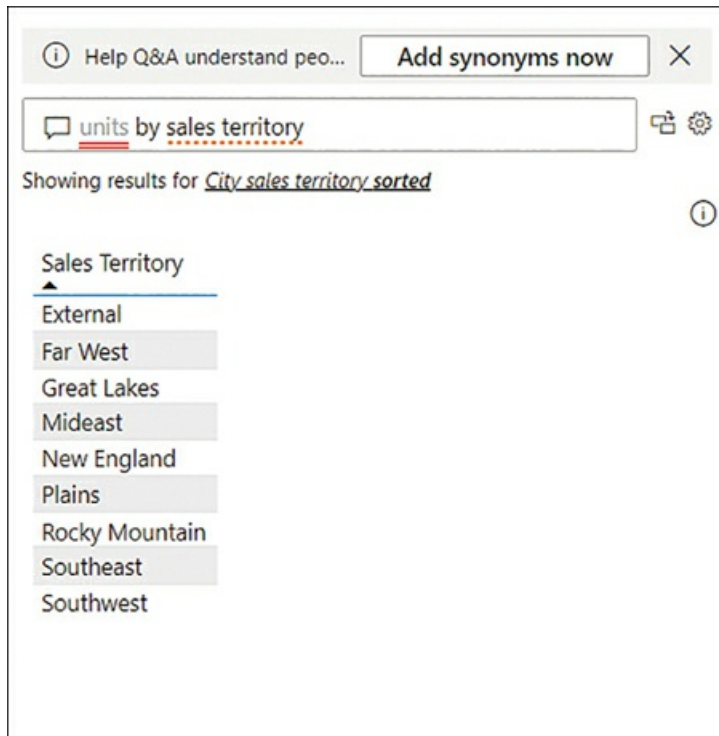 Help Q&A understand peo... Add synonyms now
units by sales territory
Showing results for City sales territory sorted
Sales Territory
External
Far West
Great Lakes
Mideast
New England
Plains
Rocky Mountain
Southeast
Southwest